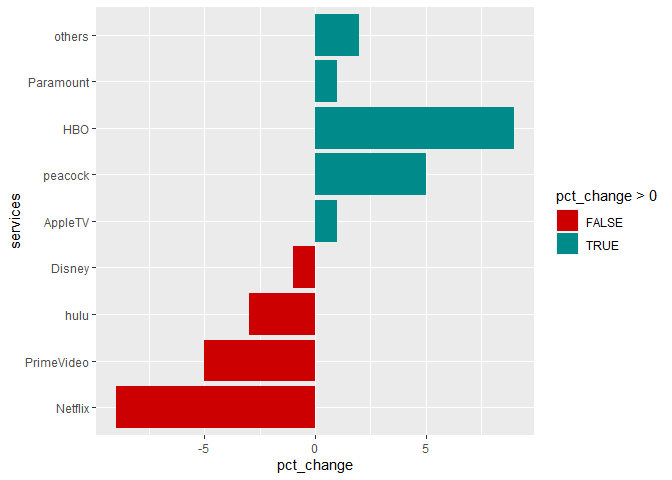 others
Paramount
HBO
peacock
AppleTV
Disney
hulu
PrimeVideo
Netflix
services
-5 0 5
pct_change
pct_change > 0
FALSE
TRUE